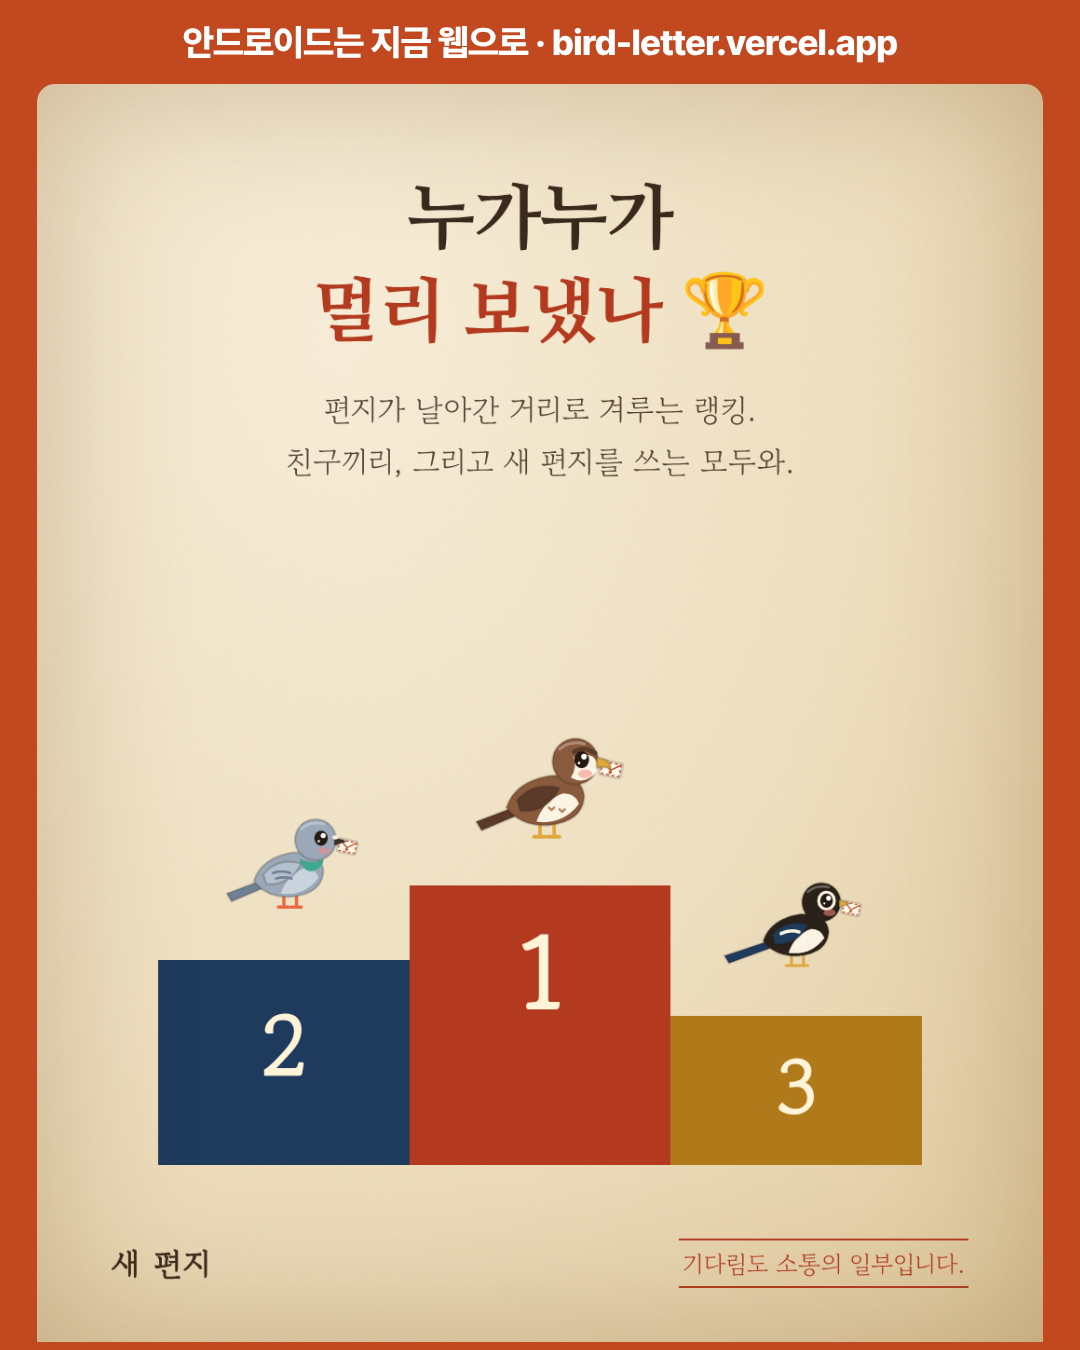 안드로이드는 지금 웹으로 · bird-letter.vercel.app
누가누가
멀리 보냈나 🏆
편지가 날아간 거리로 겨루는 랭킹.
친구끼리, 그리고 새 편지를 쓰는 모두와.
1
2
3
새 편지
기다림도 소통의 일부입니다.